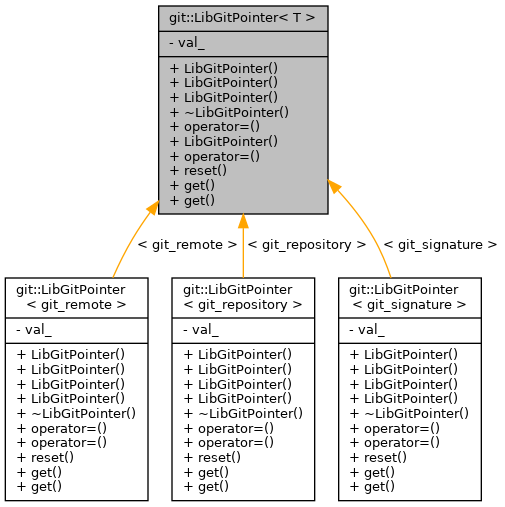 git::LibGitPointer< T >
- val_
+ LibGitPointer()
+ LibGitPointer()
+ LibGitPointer()
+ ~LibGitPointer()
+ operator=()
+ LibGitPointer()
+ operator=()
+ reset()
+ get()
+ get()
< git_remote >
< git_repository >
< git_signature >
git::LibGitPointer
< git_remote >
- val_
+ LibGitPointer()
+ LibGitPointer()
+ LibGitPointer()
+ LibGitPointer()
+ ~LibGitPointer()
+ operator=()
+ operator=()
+ reset()
+ get()
+ get()
git::LibGitPointer
< git_repository >
- val_
+ LibGitPointer()
+ LibGitPointer()
+ LibGitPointer()
+ LibGitPointer()
+ ~LibGitPointer()
+ operator=()
+ operator=()
+ reset()
+ get()
+ get()
git::LibGitPointer
< git_signature >
- val_
+ LibGitPointer()
+ LibGitPointer()
+ LibGitPointer()
+ LibGitPointer()
+ ~LibGitPointer()
+ operator=()
+ operator=()
+ reset()
+ get()
+ get()